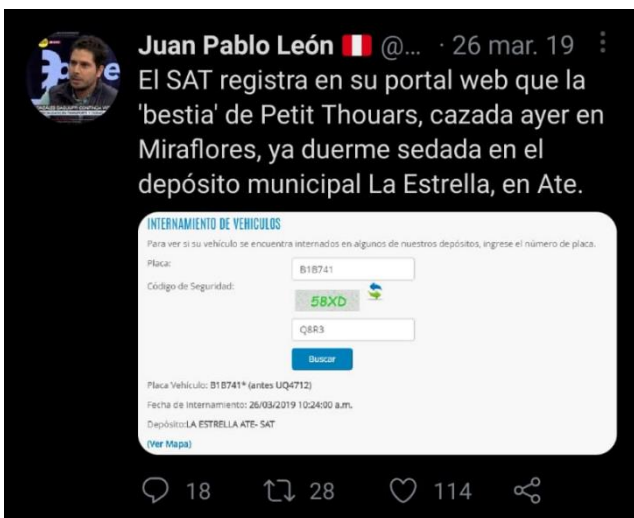 Juan Pablo León 🇵🇪 @... · 26 mar. 19
El SAT registra en su portal web que la
'bestia' de Petit Thouars, cazada ayer en
Miraflores, ya duerme sedada en el
depósito municipal La Estrella, en Ate.
INTERNAMIENTO DE VEHICULOS
Para ver si su vehículo se encuentra internados en algunos de nuestros depósitos, ingrese el número de placa.
Placa:
B1B741
Código de Seguridad:
5BXD
Q8R3
Buscar
Placa Vehículo: B1B741* (antes UQ4712)
Fecha de Internamiento: 26/03/2019 10:24:00 a.m.
Depósito:LA ESTRELLA ATE- SAT
(Ver Mapa)
18 28 114